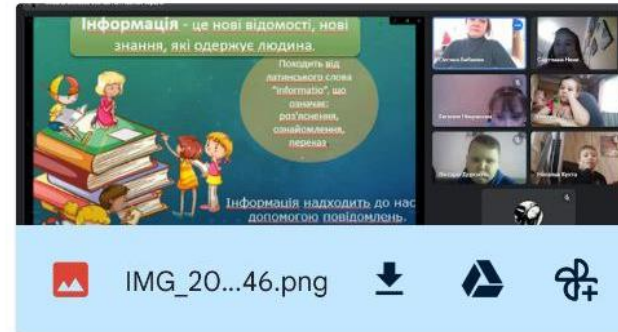 Інформація - це нові відомості, нові
знання, які одержує людина.
Походить від
латинського слова
"informatio", що
означає:
роз'яснення,
ознайомлення,
переказ
Інформація надходить до нас
допомогою повідомлень.
IMG_20...46.png